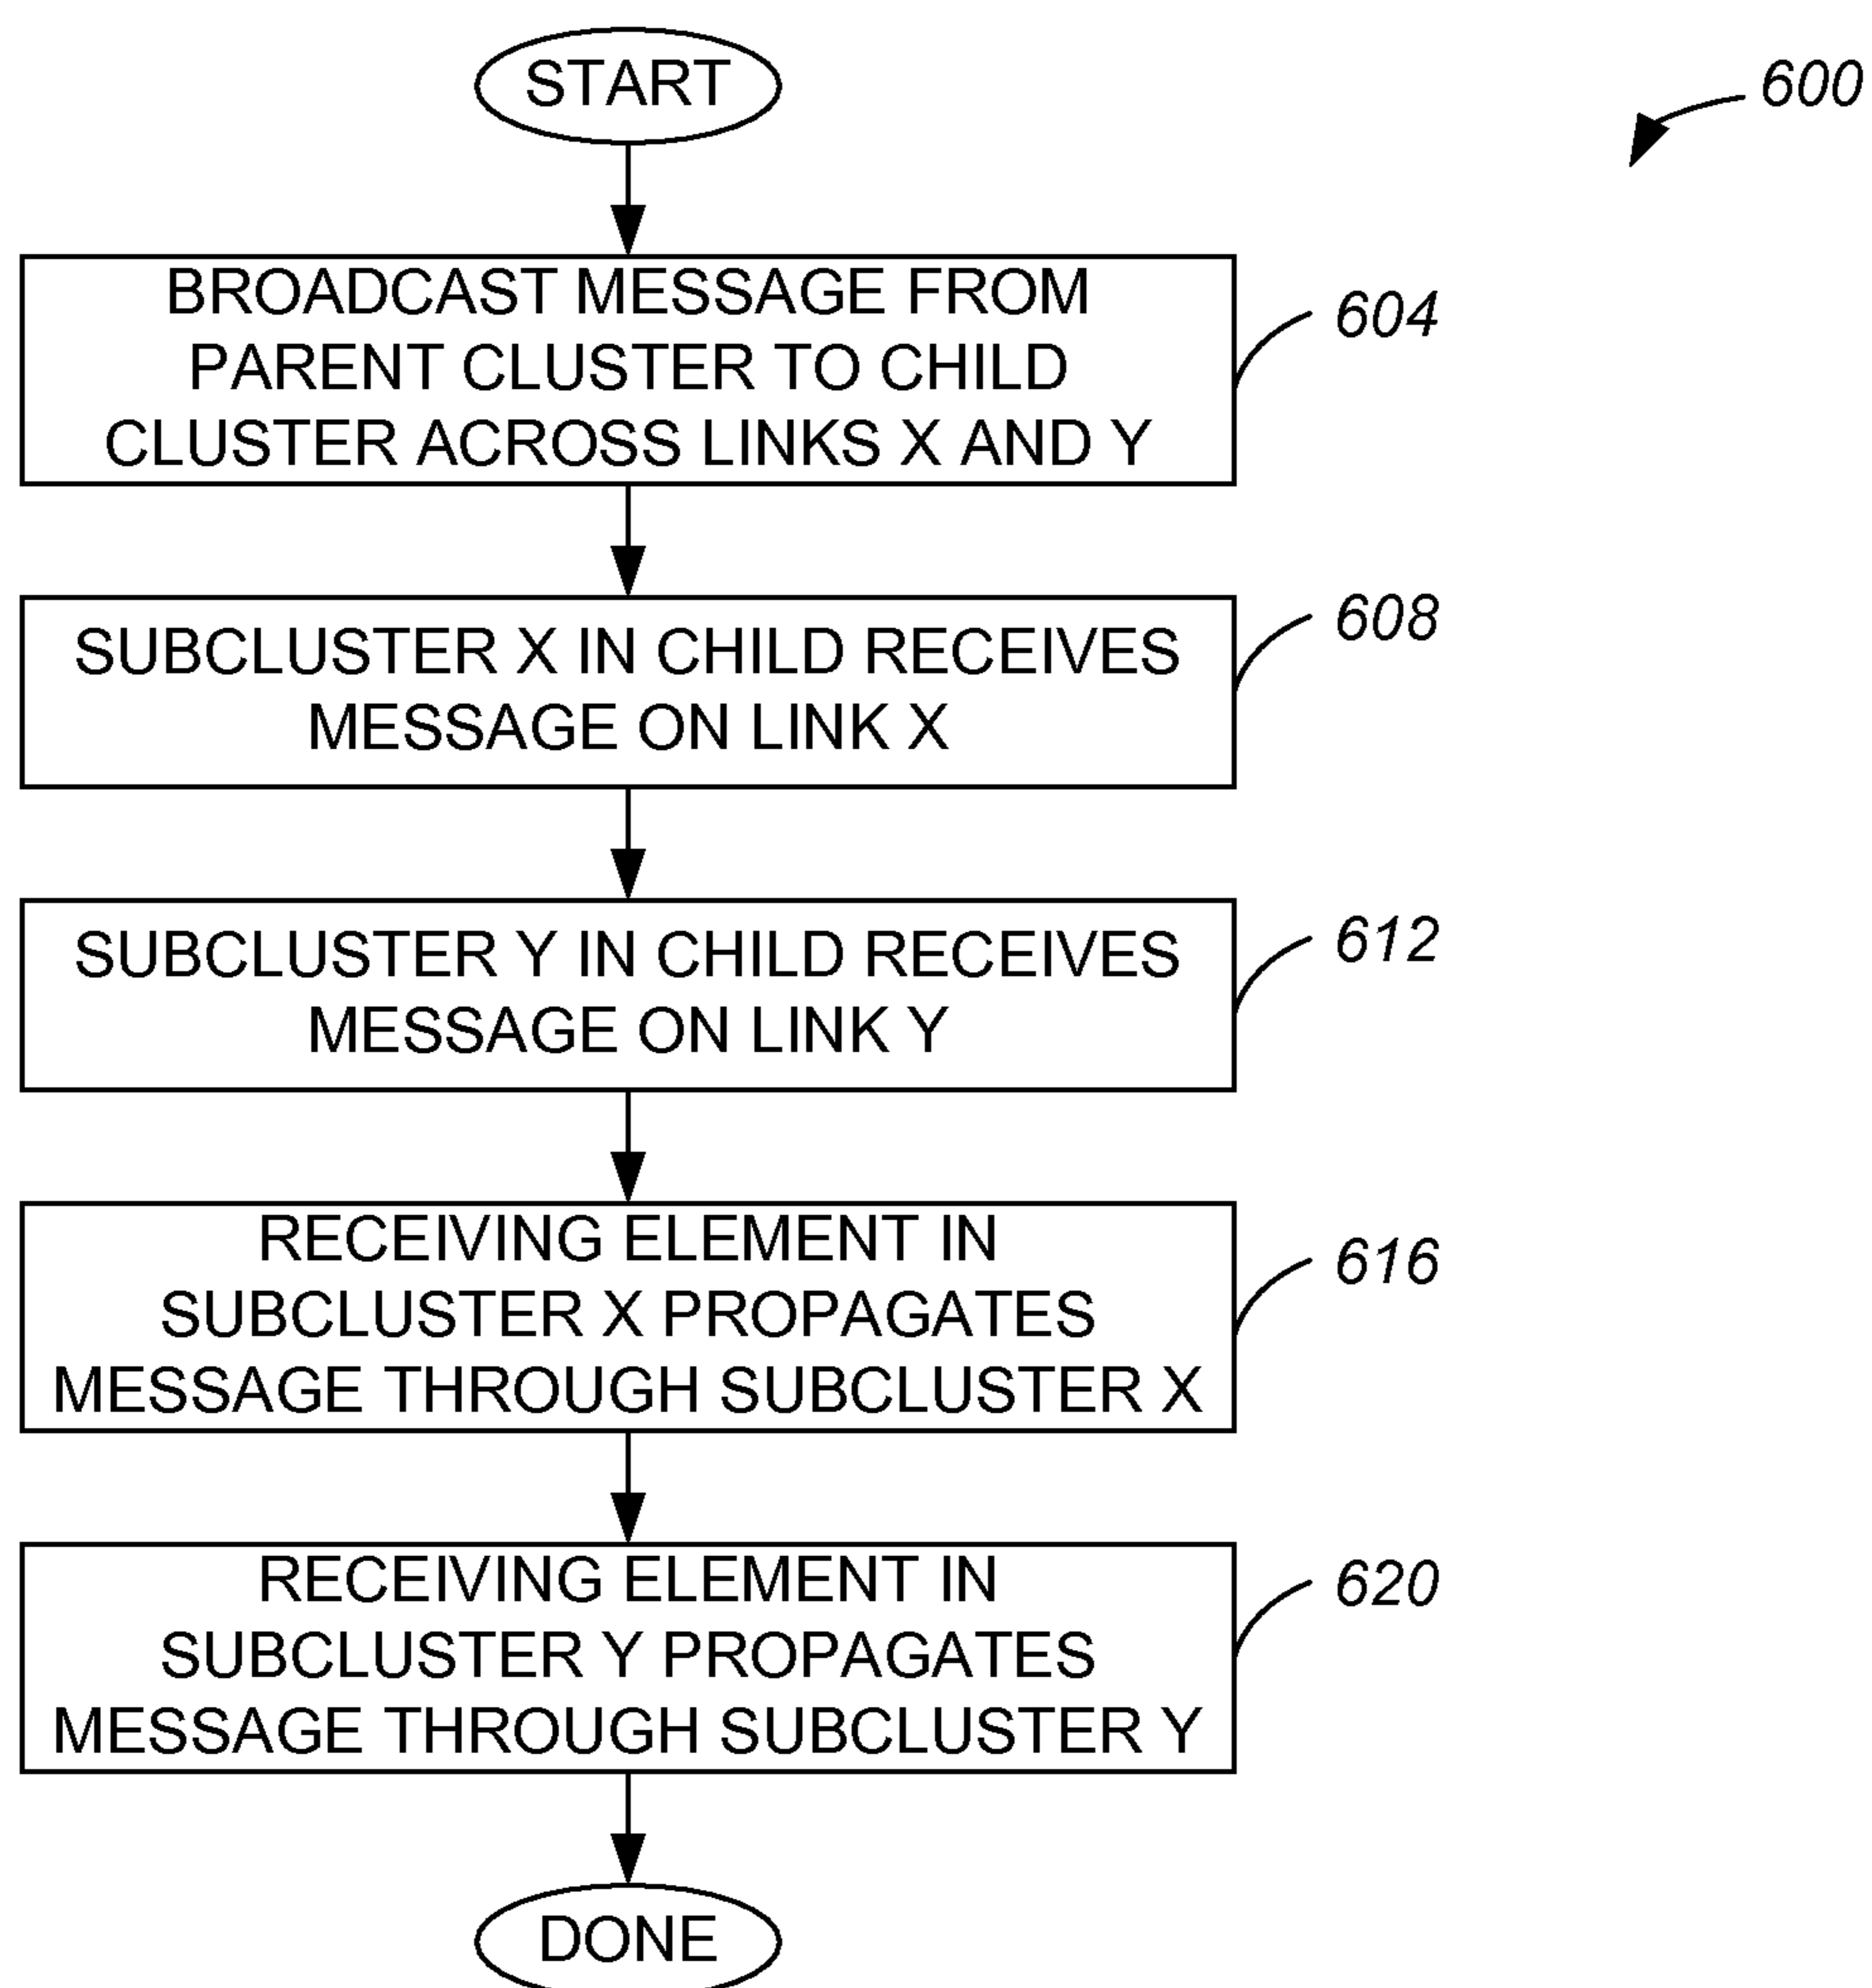 START
600
BROADCAST MESSAGE FROM
PARENT CLUSTER TO CHILD
CLUSTER ACROSS LINKS X AND Y
604
SUBCLUSTER X IN CHILD RECEIVES
MESSAGE ON LINK X
608
SUBCLUSTER Y IN CHILD RECEIVES
MESSAGE ON LINK Y
612
RECEIVING ELEMENT IN
SUBCLUSTER X PROPAGATES
MESSAGE THROUGH SUBCLUSTER X
616
RECEIVING ELEMENT IN
SUBCLUSTER Y PROPAGATES
MESSAGE THROUGH SUBCLUSTER Y
620
DONE